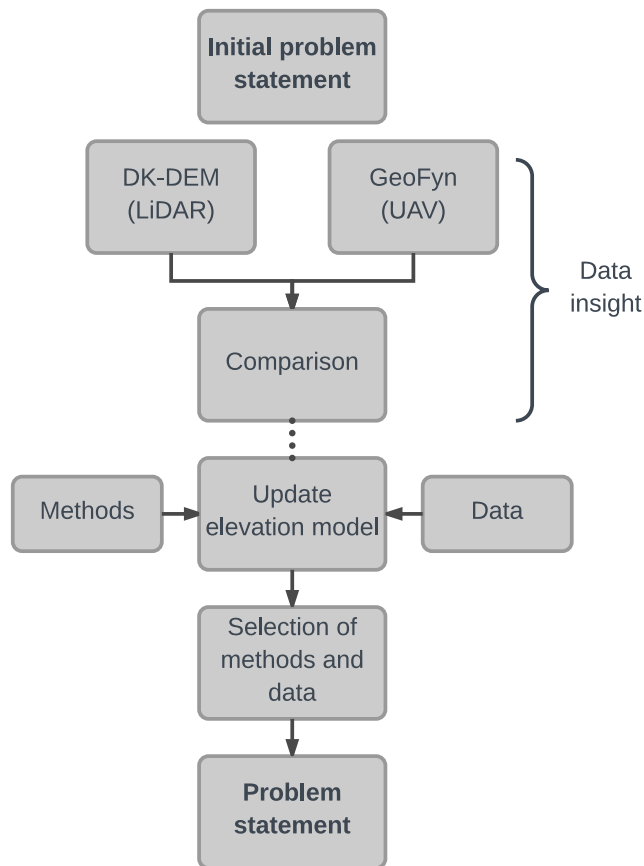 Initial problem
statement
DK-DEM
(LiDAR)
GeoFyn
(UAV)
Data
insight
Comparison
Methods
Update
elevation model
Data
Selection of
methods and
data
Problem
statement